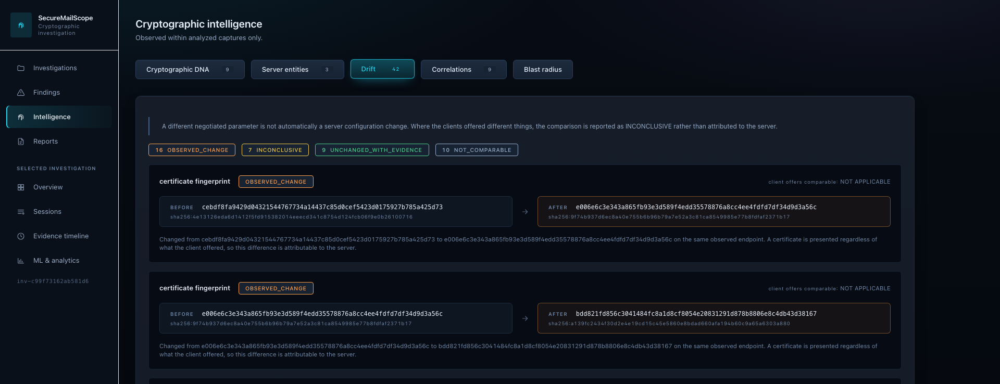 SecureMailScope
Cryptographic
investigation
Investigations
Findings
Intelligence
Reports
SELECTED INVESTIGATION
Overview
Sessions
Evidence timeline
ML & analytics
inv-c99f73162ab581d6
Cryptographic intelligence
Observed within analyzed captures only.
Cryptographic DNA 9
Server entities 3
Drift 42
Correlations 9
Blast radius
A different negotiated parameter is not automatically a server configuration change. Where the clients offered different things, the comparison is reported as INCONCLUSIVE rather than attributed to the server.
16 OBSERVED_CHANGE
7 INCONCLUSIVE
9 UNCHANGED_WITH_EVIDENCE
10 NOT_COMPARABLE
certificate fingerprint OBSERVED_CHANGE client offers comparable: NOT APPLICABLE
BEFORE cebdf8fa9429d04321544767734a14437c85d0cef5423d0175927b785a425d73
sha256:4e13126eda6d1412f5fd915382014eeecd341c8754d124fcb06f9e0b26100716
→
AFTER e006e6c3e343a865fb93e3d589f4edd35578876a8cc4ee4fdfd7df34d9d3a56c
sha256:9f74b937d6ec8a40e755b6b96b79a7e52a3c81ca8549985e77b8fdfaf2371b17
Changed from cebdf8fa9429d04321544767734a14437c85d0cef5423d0175927b785a425d73 to e006e6c3e343a865fb93e3d589f4edd35578876a8cc4ee4fdfd7df34d9d3a56c on the same observed endpoint. A certificate is presented regardless of
what the client offered, so this difference is attributable to the server.
certificate fingerprint OBSERVED_CHANGE client offers comparable: NOT APPLICABLE
BEFORE e006e6c3e343a865fb93e3d589f4edd35578876a8cc4ee4fdfd7df34d9d3a56c
sha256:9f74b937d6ec8a40e755b6b96b79a7e52a3c81ca8549985e77b8fdfaf2371b17
→
AFTER bdd821fd856c3041484fc8a1d8cf8054e20831291d878b8806e8c4db43d38167
sha256:a139fc2434f30d2e4e19cd15c45e5860e8bdad660afa194b60c9a65a6303a880
Changed from e006e6c3e343a865fb93e3d589f4edd35578876a8cc4ee4fdfd7df34d9d3a56c to bdd821fd856c3041484fc8a1d8cf8054e20831291d878b8806e8c4db43d38167 on the same observed endpoint. A certificate is presented regardless of
what the client offered, so this difference is attributable to the server.